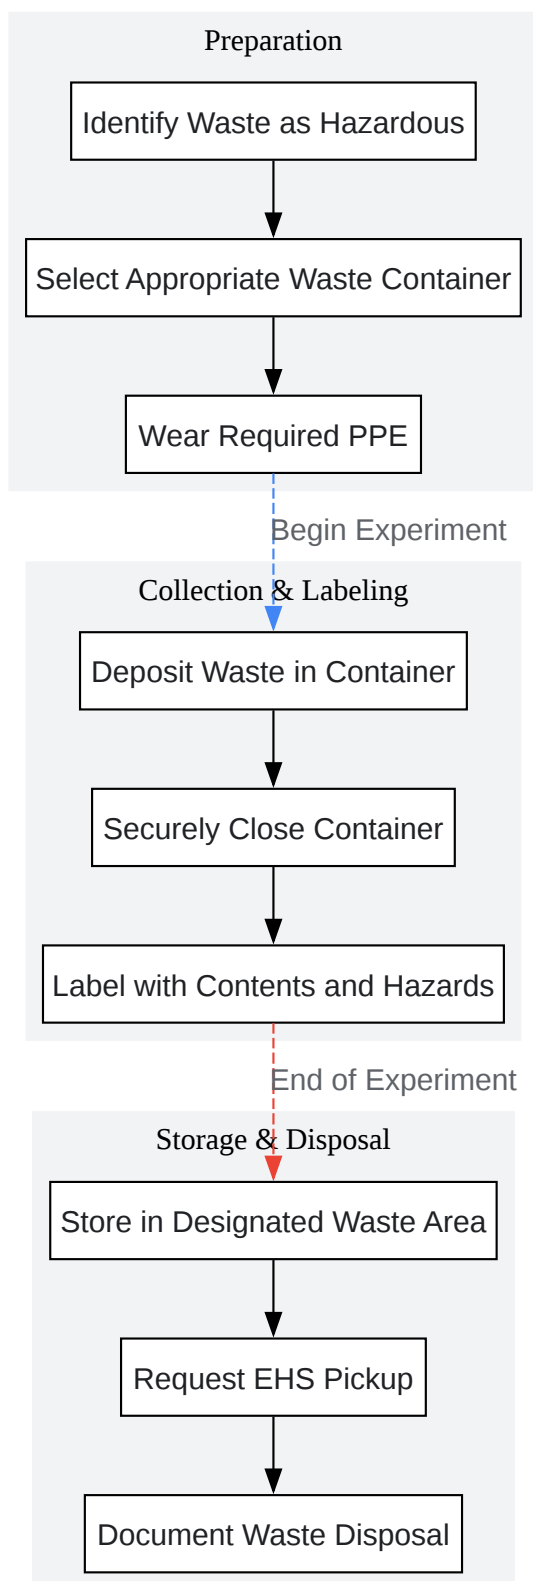 Preparation
Identify Waste as Hazardous
Select Appropriate Waste Container
Wear Required PPE
Begin Experiment
Collection & Labeling
Deposit Waste in Container
Securely Close Container
Label with Contents and Hazards
End of Experiment
Storage & Disposal
Store in Designated Waste Area
Request EHS Pickup
Document Waste Disposal